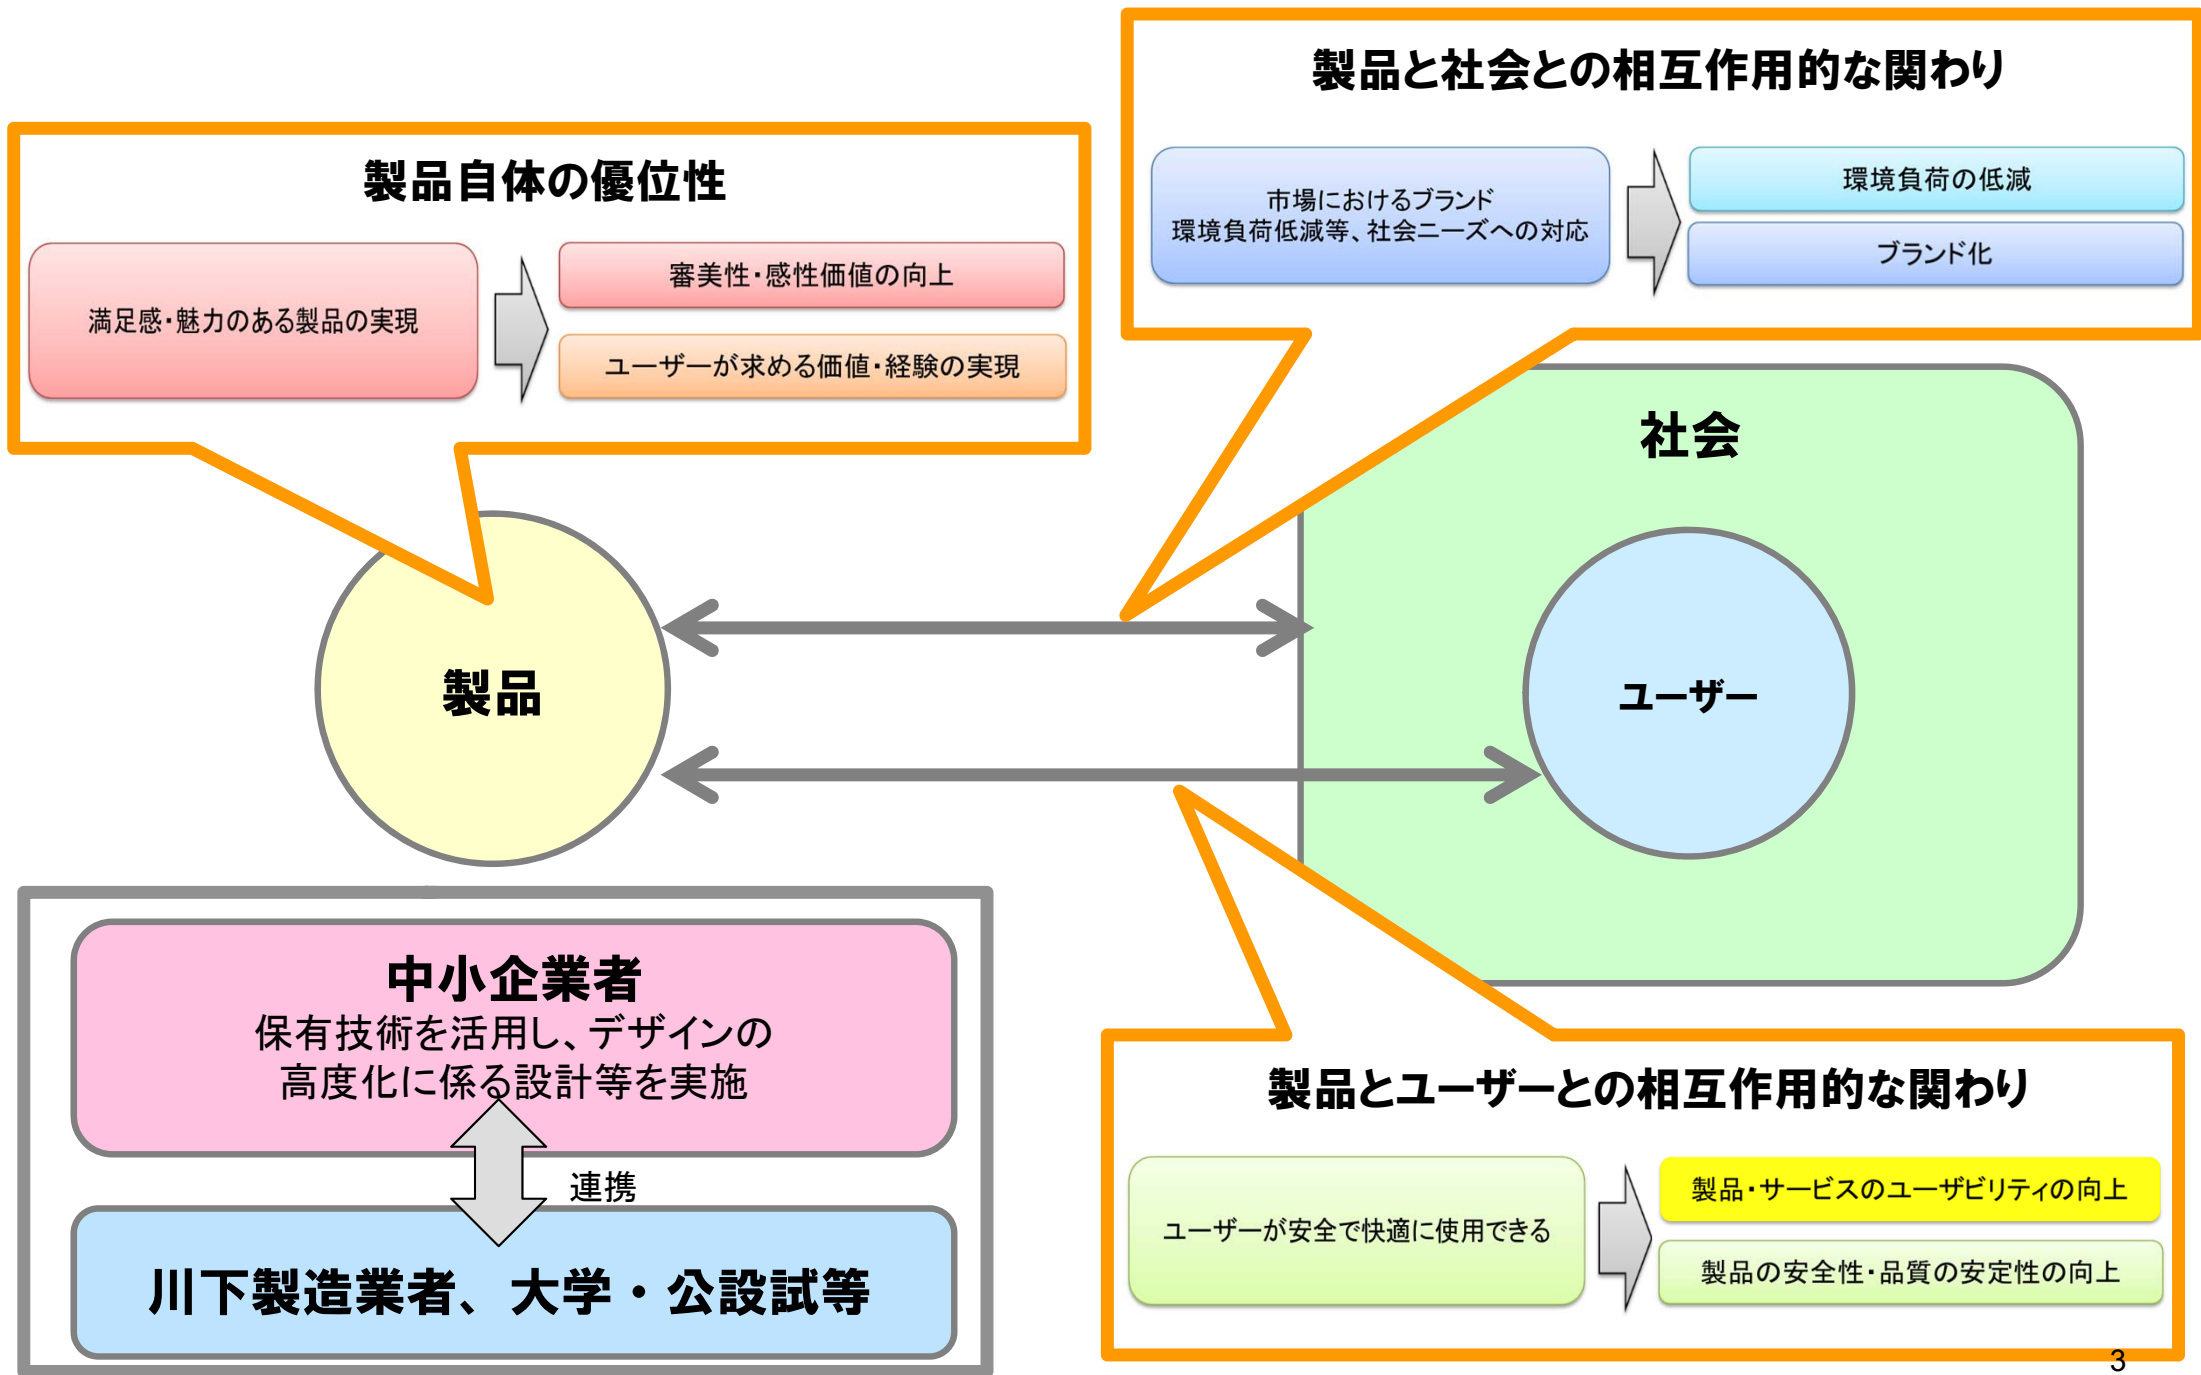 製品と社会との相互作用的な関わり
市場におけるブランド
環境負荷低減等、社会ニーズへの対応
環境負荷の低減
ブランド化
製品自体の優位性
満足感・魅力のある製品の実現
審美性・感性価値の向上
ユーザーが求める価値・経験の実現
社会
製品
ユーザー
中小企業者
保有技術を活用し、デザインの
高度化に係る設計等を実施
連携
川下製造業者、大学・公設試等
製品とユーザーとの相互作用的な関わり
ユーザーが安全で快適に使用できる
製品・サービスのユーザビリティの向上
製品の安全性・品質の安定性の向上
3